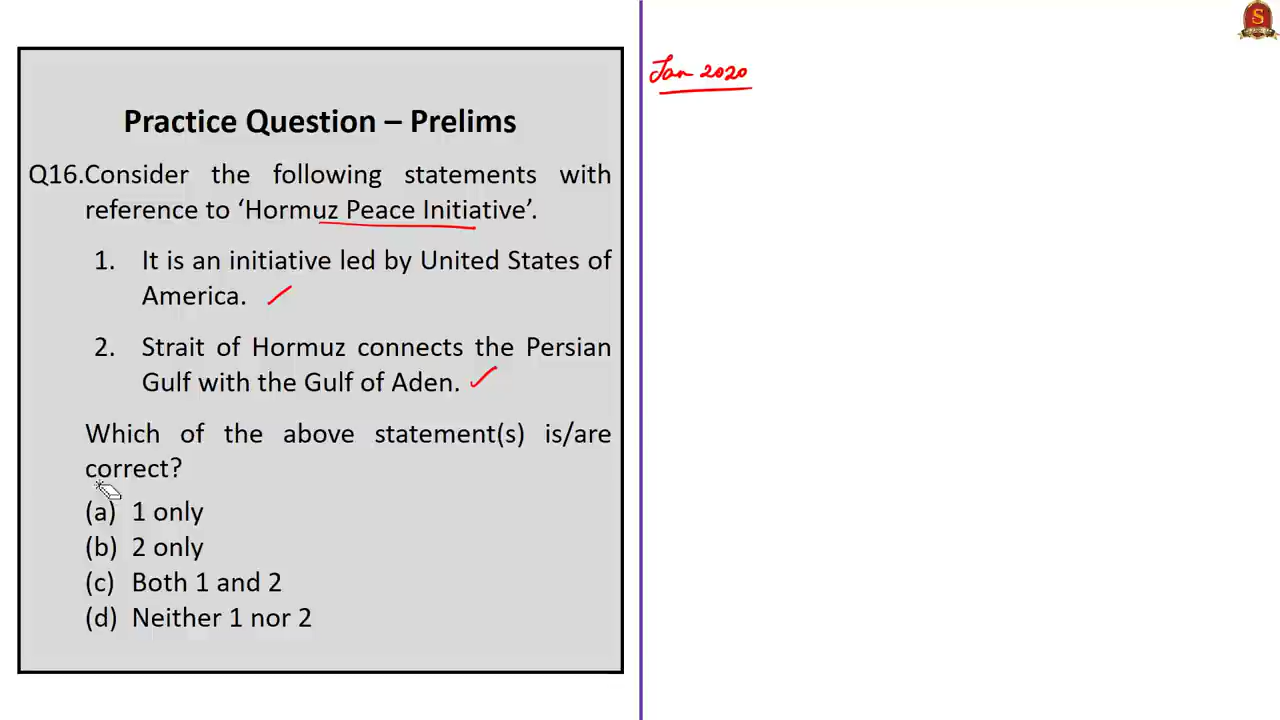 Jan 2020
Practice Question – Prelims
Q16.Consider the following statements with
reference to ‘Hormuz Peace Initiative’.
1. It is an initiative led by United States of
America.
2. Strait of Hormuz connects the Persian
Gulf with the Gulf of Aden.
Which of the above statement(s) is/are
correct?
(a) 1 only
(b) 2 only
(c) Both 1 and 2
(d) Neither 1 nor 2
S